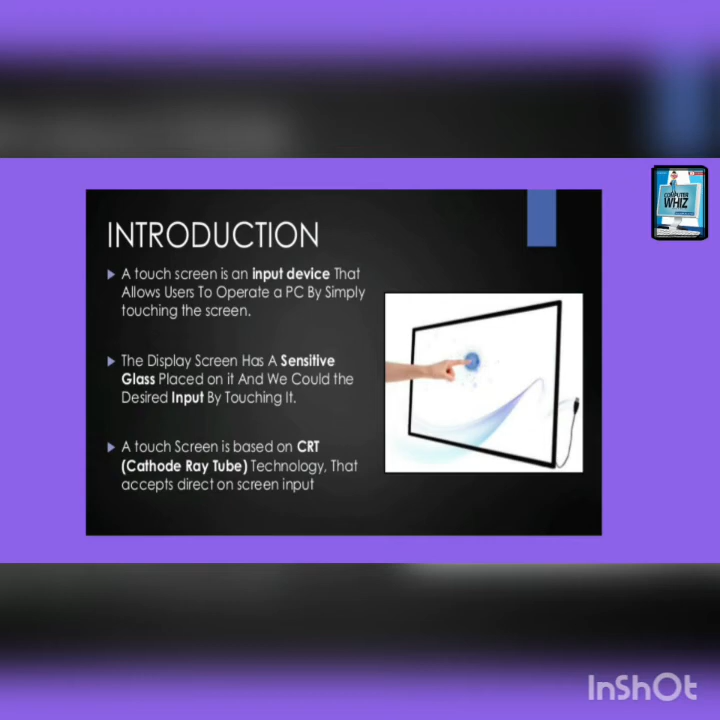 INTRODUCTION
A touch screen is an input device That
Allows Users To Operate a PC By Simply
touching the screen.
The Display Screen Has A Sensitive
Glass Placed on it And We Could the
Desired Input By Touching It.
A touch Screen is based on CRT
(Cathode Ray Tube) Technology, That
accepts direct on screen input
COMPUTER
WHIZ
InShOt